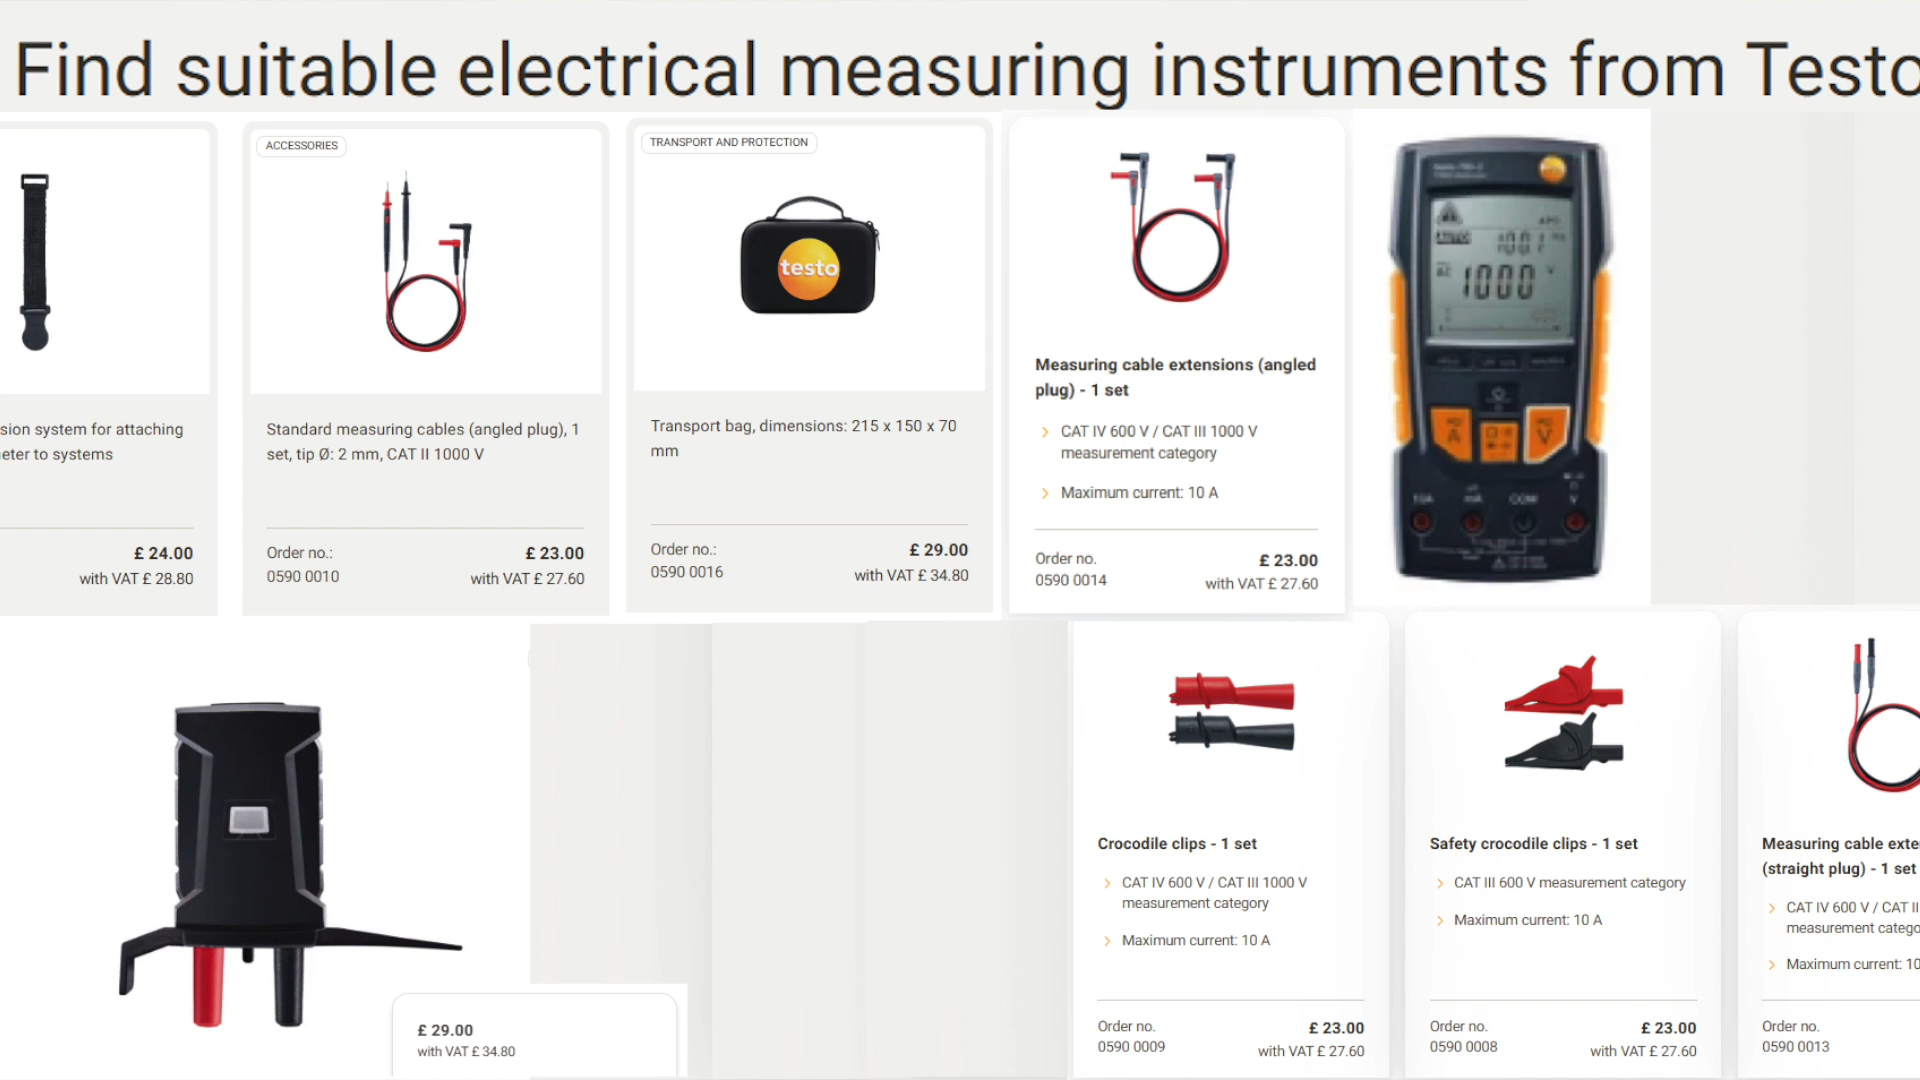 Find suitable electrical measuring instruments from Testo
sion system for attaching
eter to systems
£ 24.00
with VAT £ 28.80
ACCESSORIES
Standard measuring cables (angled plug), 1
set, tip Ø: 2 mm, CAT II 1000 V
Order no.:
0590 0010
£ 23.00
with VAT £ 27.60
TRANSPORT AND PROTECTION
testo
Transport bag, dimensions: 215 x 150 x 70
mm
Order no.:
0590 0016
£ 29.00
with VAT £ 34.80
Measuring cable extensions (angled
plug) - 1 set
CAT IV 600 V / CAT III 1000 V
measurement category
Maximum current: 10 A
Order no.
0590 0014
£ 23.00
with VAT £ 27.60
AUTO
1001
AC
1000 V
A
V
10A
mA
COM
V
£ 29.00
with VAT £ 34.80
Crocodile clips - 1 set
CAT IV 600 V / CAT III 1000 V
measurement category
Maximum current: 10 A
Order no.
0590 0009
£ 23.00
with VAT £ 27.60
Safety crocodile clips - 1 set
CAT III 600 V measurement category
Maximum current: 10 A
Order no.
0590 0008
£ 23.00
with VAT £ 27.60
Measuring cable exte
(straight plug) - 1 set
CAT IV 600 V / CAT II
measurement catego
Maximum current: 10
Order no.
0590 0013